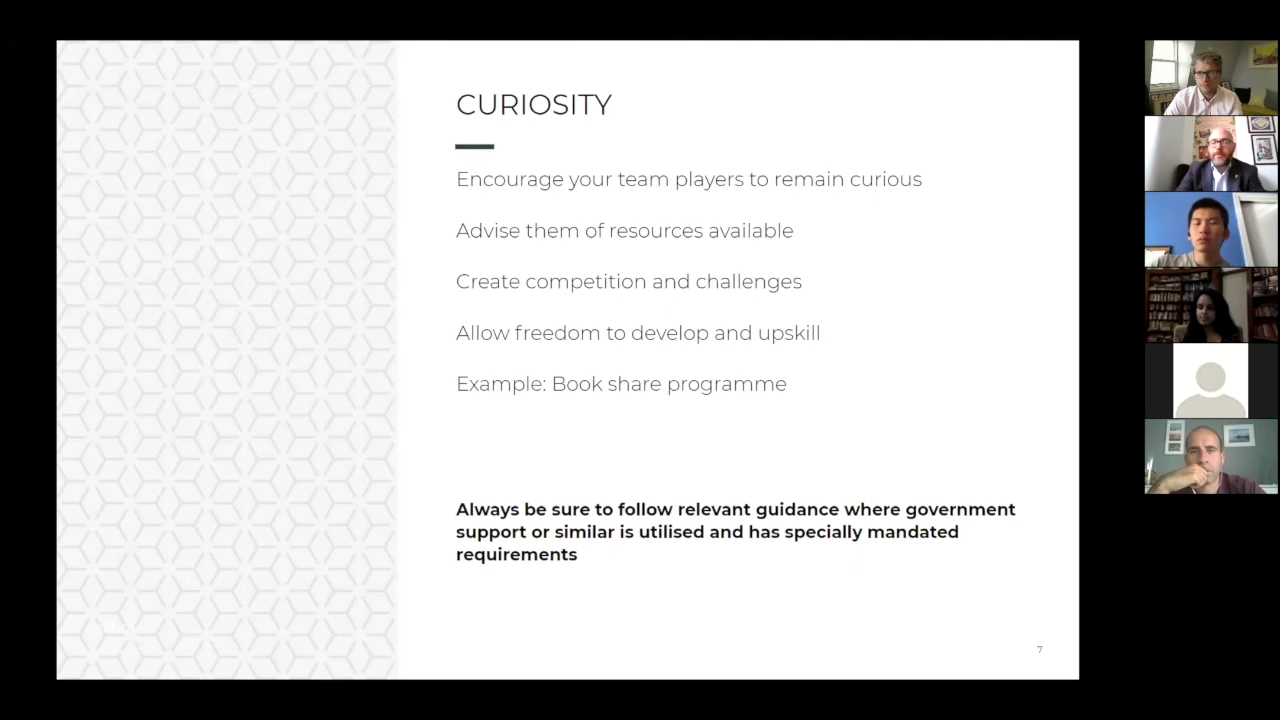 CURIOSITY
Encourage your team players to remain curious
Advise them of resources available
Create competition and challenges
Allow freedom to develop and upskill
Example: Book share programme
Always be sure to follow relevant guidance where government
support or similar is utilised and has specially mandated
requirements
7